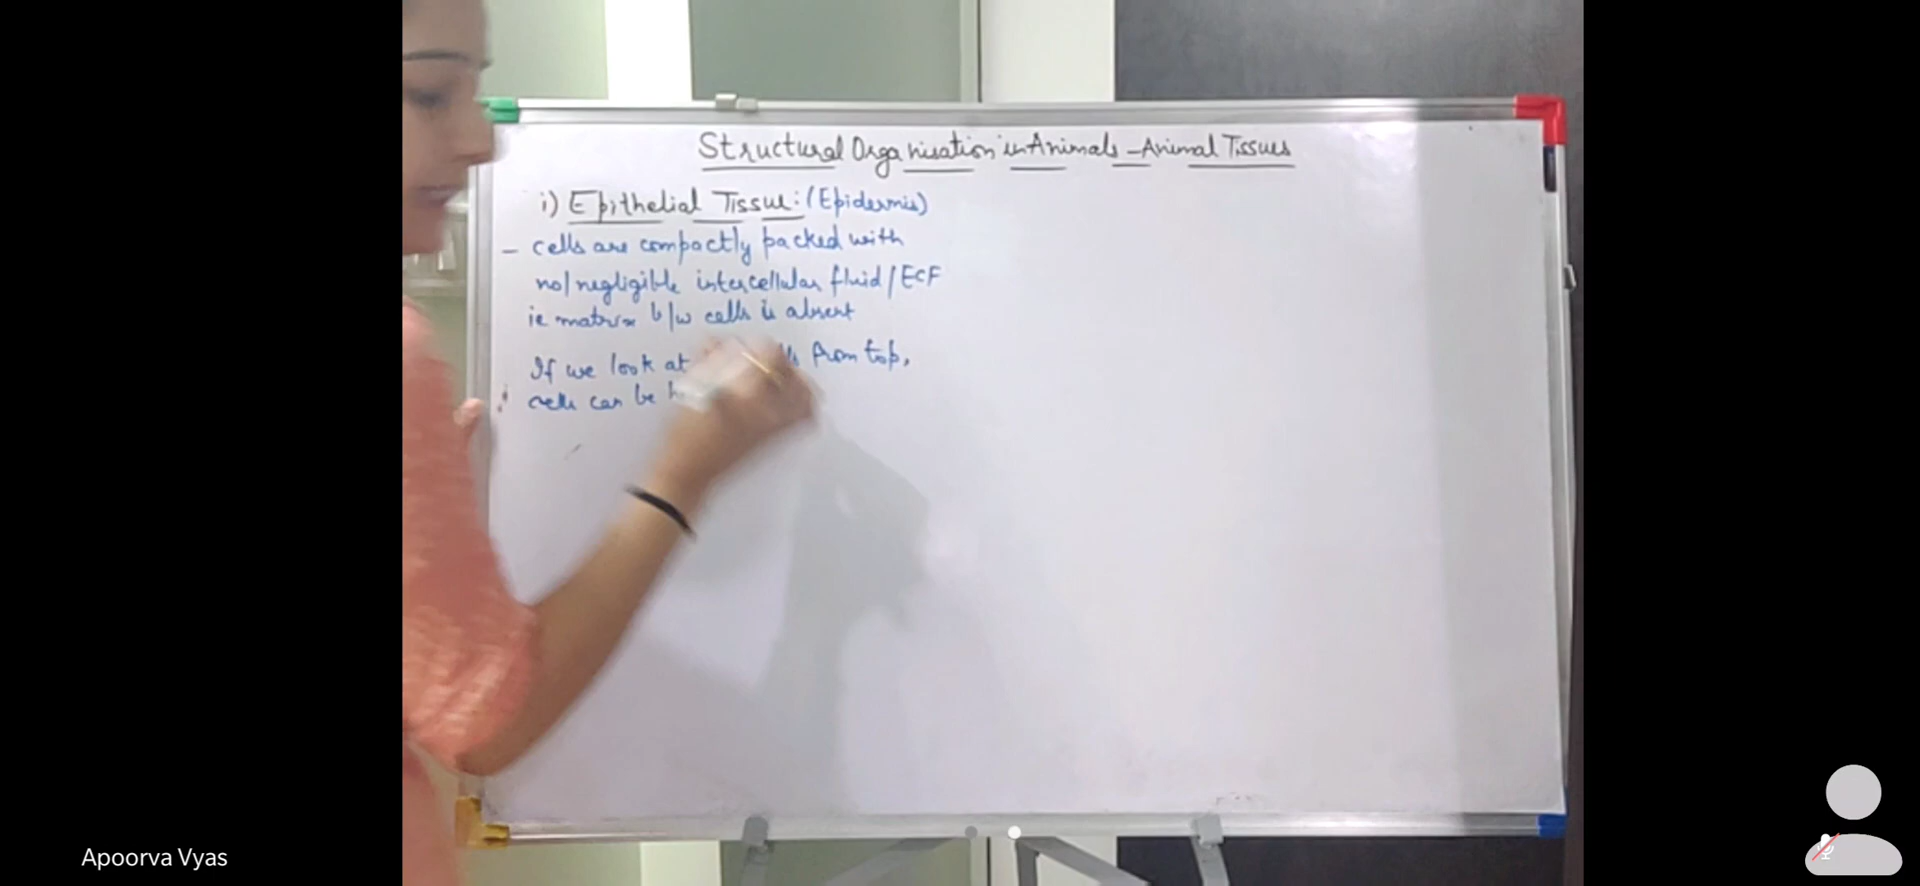 Structural Organisation in Animals - Animal Tissues
i) Epithelial Tissue: (Epidermis)
- cells are compactly packed with
no/negligible intercellular fluid/ECF
ie matrix b/w cells is absent
If we look at from top,
cells can be
Apoorva Vyas